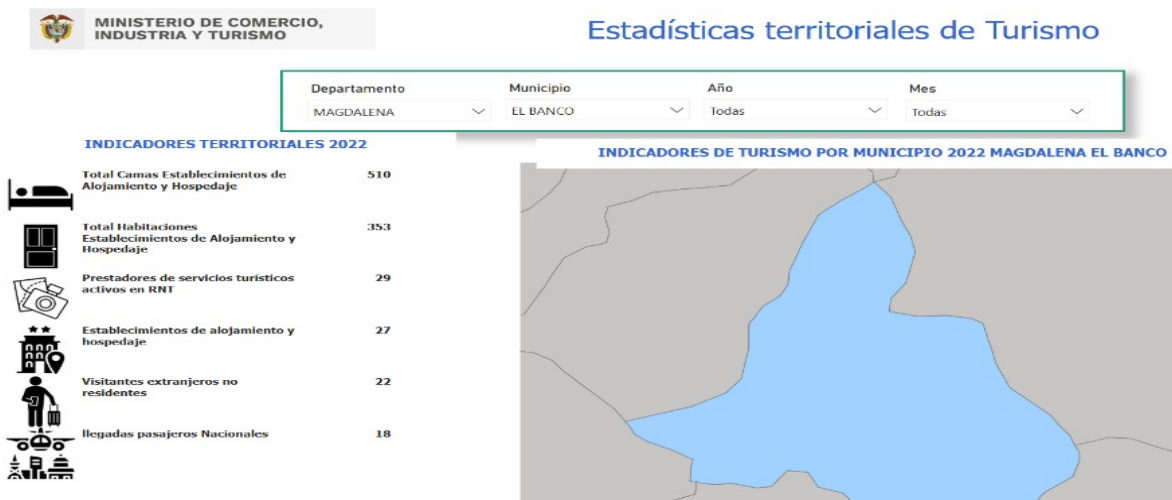 MINISTERIO DE COMERCIO,
INDUSTRIA Y TURISMO
Estadísticas territoriales de Turismo
Departamento
MAGDALENA
Municipio
EL BANCO
Año
Todas
Mes
Todas
INDICADORES TERRITORIALES 2022
Total Camas Establecimientos de
Alojamiento y Hospedaje
510
Total Habitaciones
Establecimientos de Alojamiento y
Hospedaje
353
Prestadores de servicios turísticos
activos en RNT
29
Establecimientos de alojamiento y
hospedaje
27
Visitantes extranjeros no
residentes
22
llegadas pasajeros Nacionales
18
INDICADORES DE TURISMO POR MUNICIPIO 2022 MAGDALENA EL BANCO